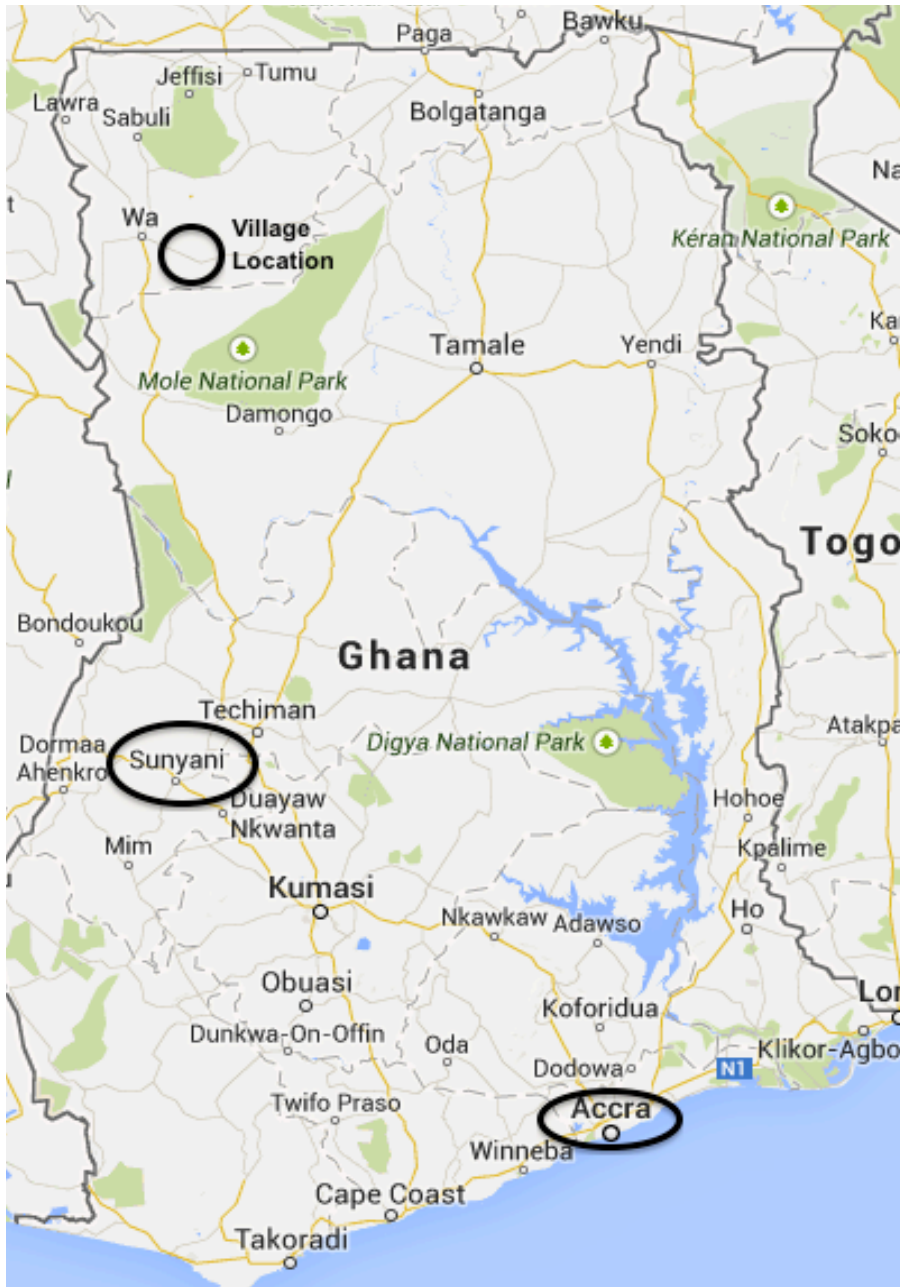 Paga
Bawku
Jeffisi
Tumu
Lawra
Sabuli
Bolgatanga
Na
t
Wa
Village
Location
Kéran National Park
Ka
Tamale
Yendi
Mole National Park
Damongo
Soko
Togo
Bondoukou
Ghana
Techiman
Dormaa
Ahenkro
Sunyani
Digya National Park
Atakpa
Duayaw
Nkwanta
Hohoe
Mim
Kpalime
Kumasi
Nkawkaw
Adawso
Ho
Obuasi
Koforidua
Lor
Dunkwa-On-Offin
Oda
Klikor-Agbo
Dodowa
N1
Twifo Praso
Accra
Winneba
Cape Coast
Takoradi